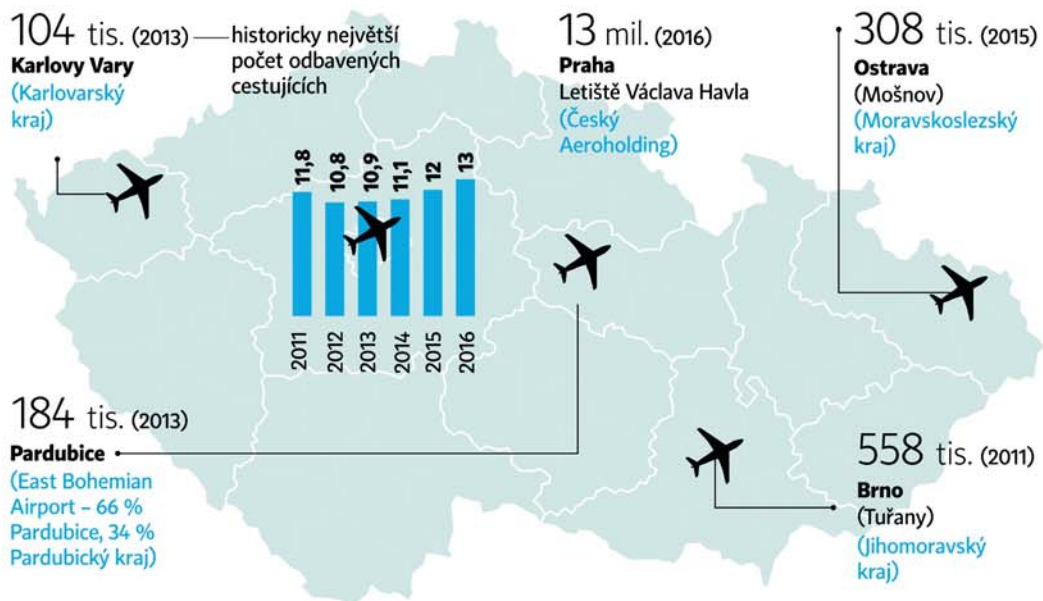 104 tis. (2013)
historicky největší
počet odbavených
cestujících
Karlovy Vary
(Karlovarský
kraj)
13 mil. (2016)
Praha
Letiště Václava Havla
(Český
Aeroholding)
308 tis. (2015)
Ostrava
(Mošnov)
(Moravskoslezský
kraj)
11,8
10,8
10,9
11,1
12
13
2011
2012
2013
2014
2015
2016
184 tis. (2013)
Pardubice
(East Bohemian
Airport – 66 %
Pardubice, 34 %
Pardubický kraj)
558 tis. (2011)
Brno
(Tuřany)
(Jihomoravský
kraj)